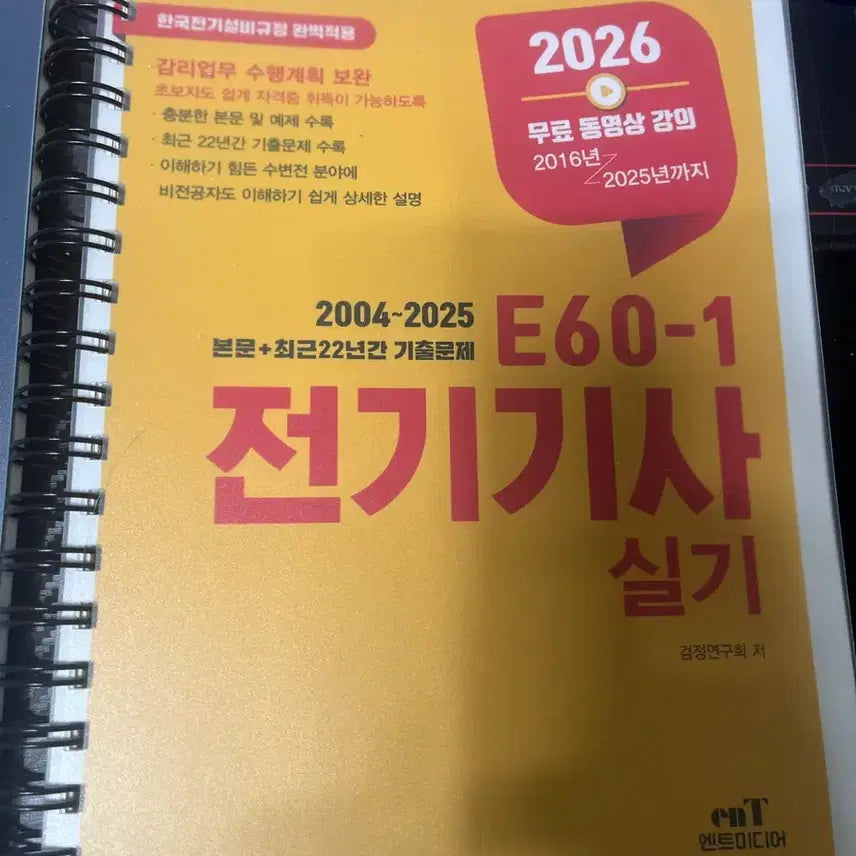 한국전기설비규정 완벽적용
감리업무 수행계획 보완
초보자도 쉽게 자격증 취득이 가능하도록
· 충분한 본문 및 예제 수록
· 최근 22년간 기출문제 수록
· 이해하기 힘든 수변전 분야에
비전공자도 이해하기 쉽게 상세한 설명
2026
무료 동영상 강의
2016년
2025년까지
2004~2025
본문+최근22년간 기출문제
E60-1
전기기사
실기
검정연구회 저
enT
엔트미디어